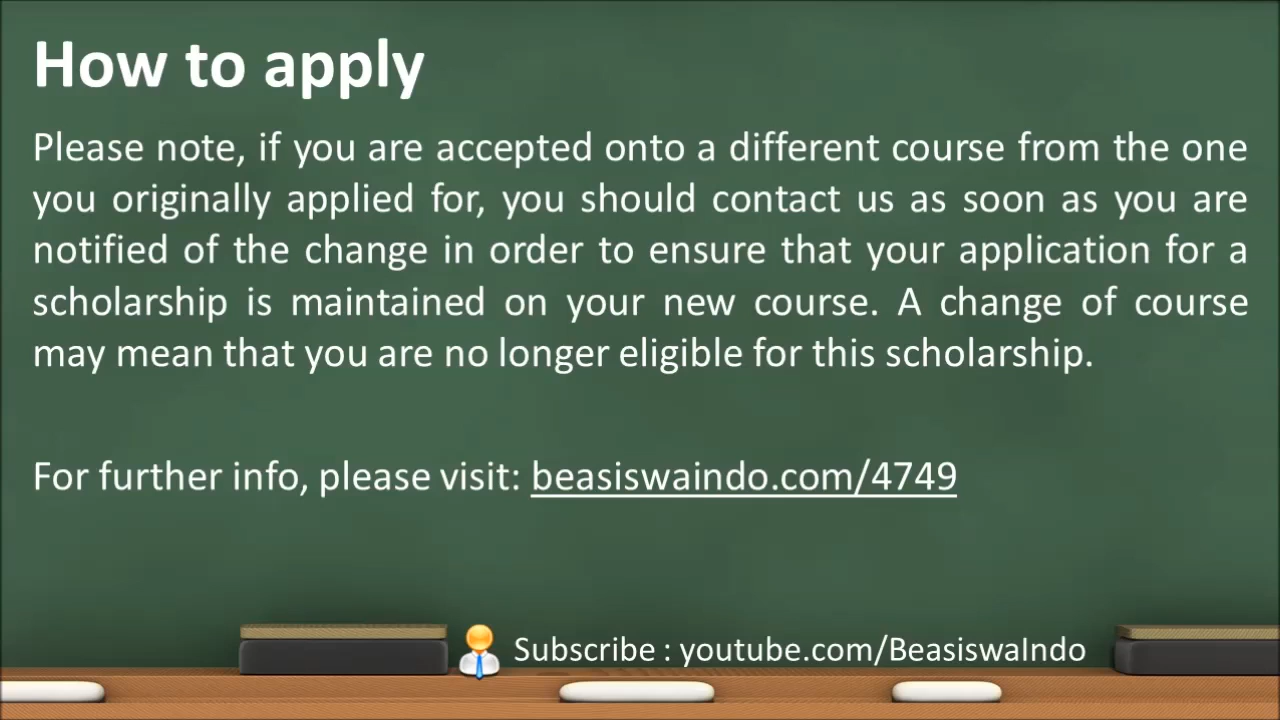 How to apply
Please note, if you are accepted onto a different course from the one
you originally applied for, you should contact us as soon as you are
notified of the change in order to ensure that your application for a
scholarship is maintained on your new course. A change of course
may mean that you are no longer eligible for this scholarship.
For further info, please visit: beasiswaindo.com/4749
Subscribe : youtube.com/BeasiswaIndo